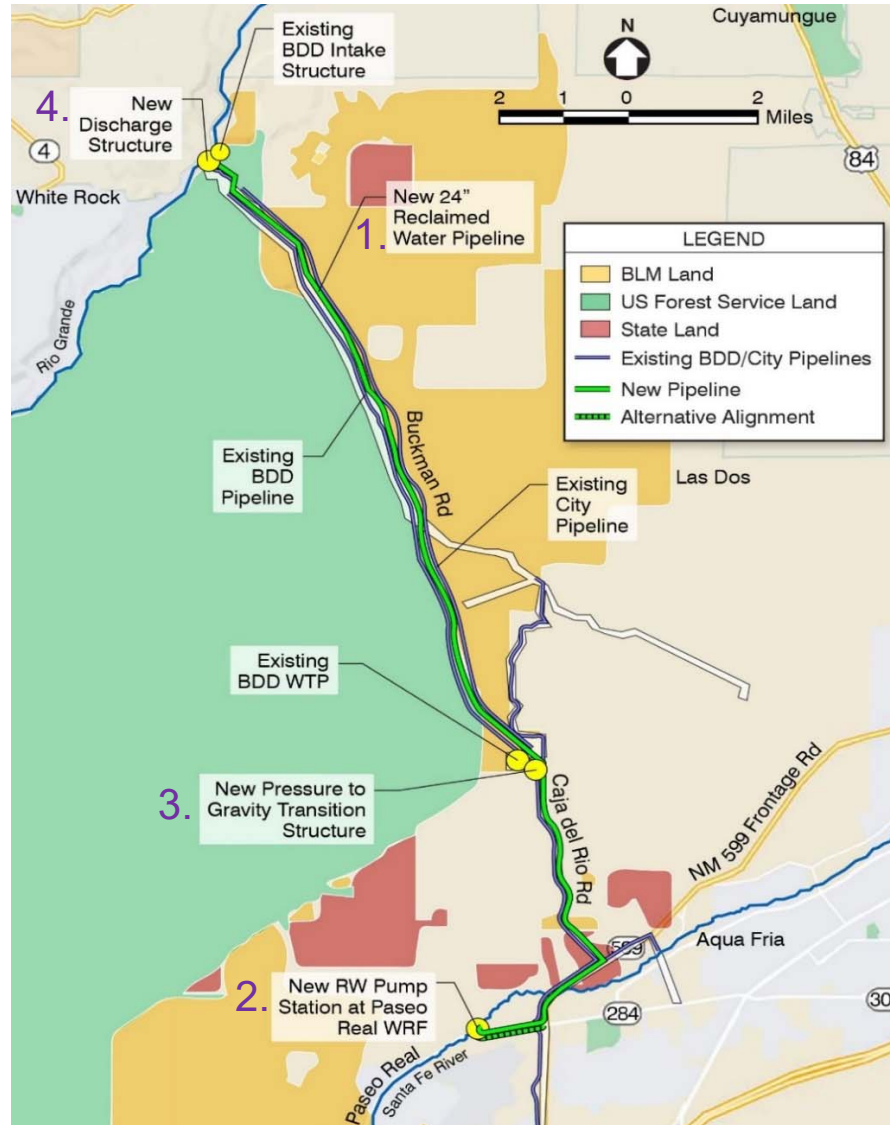 Cuyamungue
Existing
BDD Intake
Structure
N
4.
New
Discharge
Structure
2 1 0 2
Miles
4
84
White Rock
New 24"
Reclaimed
Water Pipeline
1.
LEGEND
BLM Land
US Forest Service Land
State Land
Existing BDD/City Pipelines
New Pipeline
Alternative Alignment
Rio Grande
Buckman Rd
Existing
BDD
Pipeline
Existing
City
Pipeline
Las Dos
Existing
BDD WTP
3.
New Pressure to
Gravity Transition
Structure
Caja del Rio Rd
NM 599 Frontage Rd
599
Aqua Fria
2.
New RW Pump
Station at Paseo
Real WRF
284
30
Paseo Real
Santa Fe River